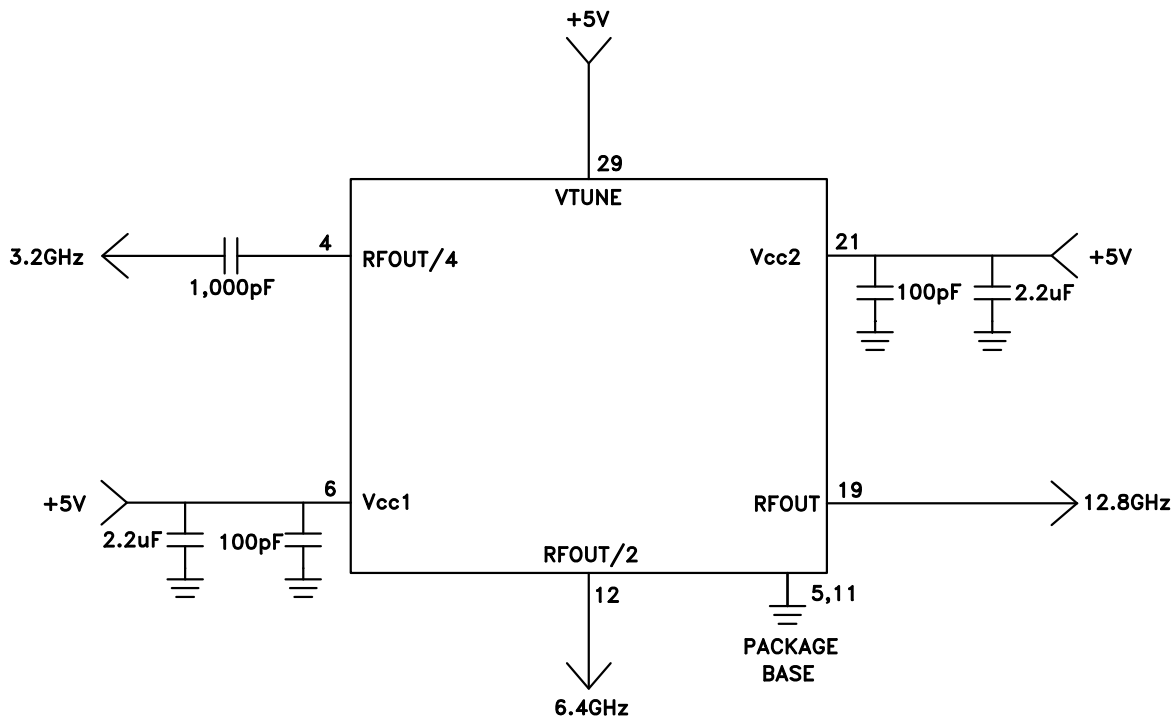 +5V
29
VTUNE
3.2GHz
4
RFOUT/4
1,000pF
21
Vcc2
+5V
100pF
2.2uF
+5V
6
Vcc1
2.2uF
100pF
RFOUT
19
12.8GHz
RFOUT/2
12
5,11
PACKAGE
BASE
6.4GHz